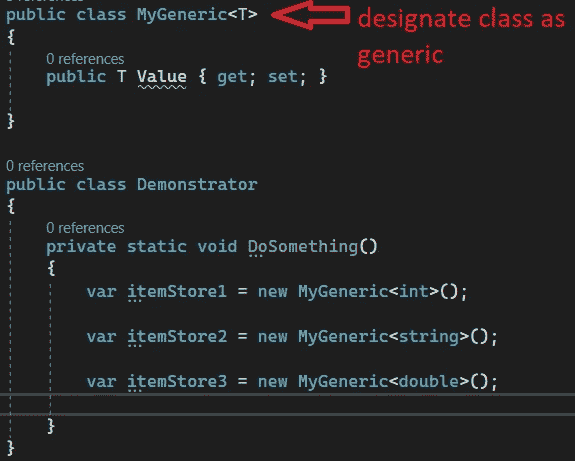 0 references
public class MyGeneric<T>
designate class as
generic
{
0 references
public T Value { get; set; }
}
0 references
public class Demonstrator
{
0 references
private static void DoSomething()
{
var itemStore1 = new MyGeneric<int>();
var itemStore2 = new MyGeneric<string>();
var itemStore3 = new MyGeneric<double>();
}
}